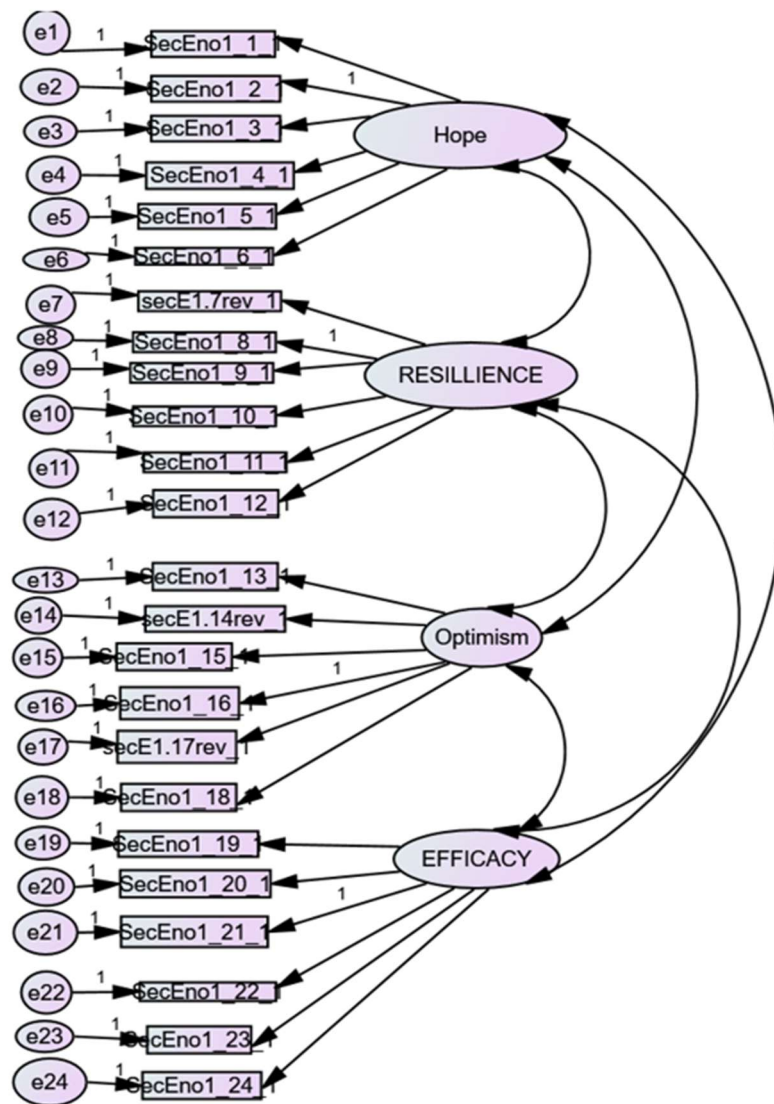 e1 1 SecEno1_1_1
e2 1 SecEno1_2_1 1
e3 1 SecEno1_3_1
Hope
e4 1 SecEno1_4_1
e5 1 SecEno1_5_1
e6 1 SecEno1_6_1
e7 1 secE1.7rev_1
e8 1 SecEno1_8_1 1
e9 1 SecEno1_9_1
RESILLIENCE
e10 1 SecEno1_10_1
e11 1 SecEno1_11_1
e12 1 SecEno1_12_1
e13 1 SecEno1_13_1
e14 1 secE1.14rev_1
Optimism
e15 1 SecEno1_15_1
e16 1 SecEno1_16_1 1
e17 1 secE1.17rev_1
e18 1 SecEno1_18_1
e19 1 SecEno1_19_1
EFFICACY
e20 1 SecEno1_20_1
e21 1 SecEno1_21_1 1
e22 1 SecEno1_22_1
e23 1 SecEno1_23_1
e24 1 SecEno1_24_1